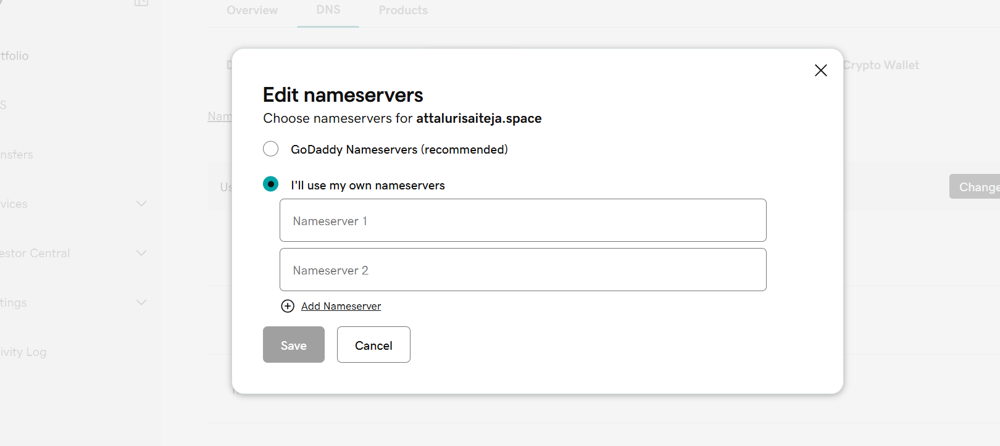 Overview DNS Products
tfolio
Crypto Wallet
Edit nameservers
Choose nameservers for attalurisaiteja.space
S
Nam
GoDaddy Nameservers (recommended)
nsfers
I'll use my own nameservers
Us
Change
vices
Nameserver 1
estor Central
Nameserver 2
tings
Add Nameserver
Save Cancel
ivity Log